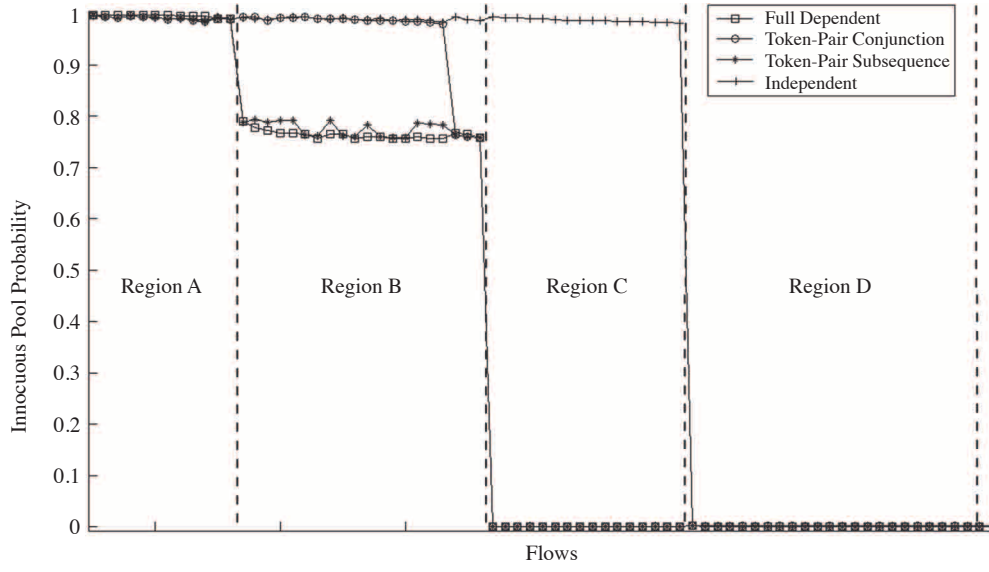 Innocuous Pool Probability
1
0.9
0.8
0.7
0.6
0.5
0.4
0.3
0.2
0.1
0
Full Dependent
Token-Pair Conjunction
Token-Pair Subsequence
Independent
Region A
Region B
Region C
Region D
Flows